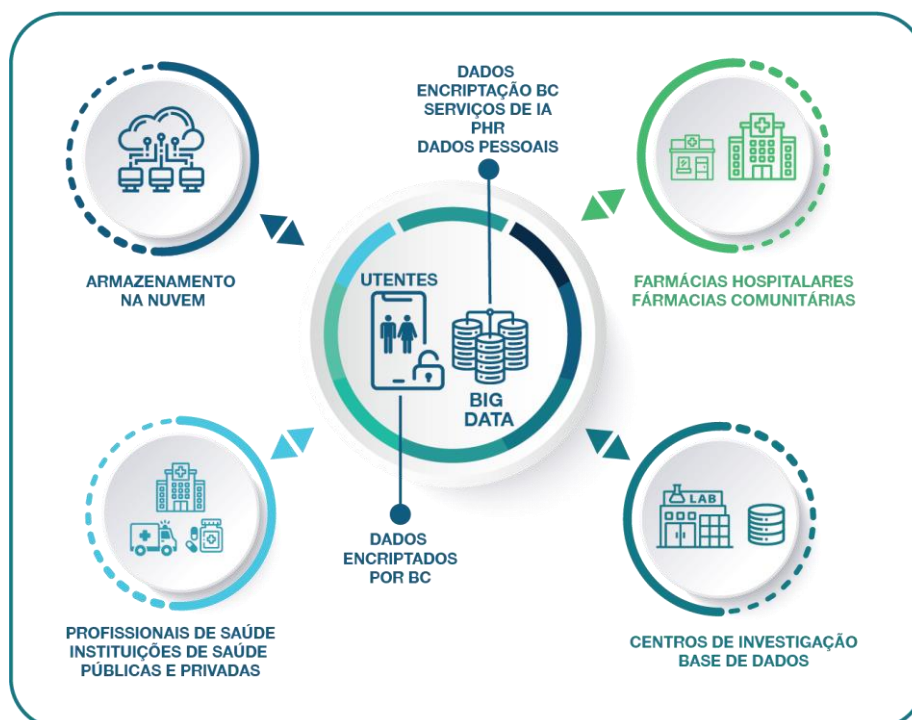 DADOS
ENCRIPTAÇÃO BC
SERVIÇOS DE IA
PHR
DADOS PESSOAIS
ARMAZENAMENTO
NA NUVEM
FARMÁCIAS HOSPITALARES
FÁRMACIAS COMUNITÁRIAS
UTENTES
BIG
DATA
DADOS
ENCRIPTADOS
POR BC
LAB
PROFISSIONAIS DE SAÚDE
INSTITUIÇÕES DE SAÚDE
PÚBLICAS E PRIVADAS
CENTROS DE INVESTIGAÇÃO
BASE DE DADOS